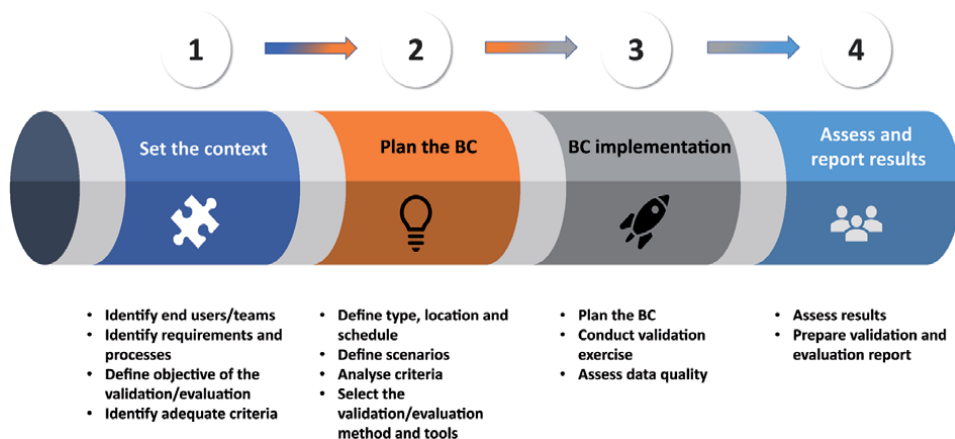 1
2
3
4
Set the context
Plan the BC
BC implementation
Assess and
report results
• Identify end users/teams
• Identify requirements and
processes
• Define objective of the
validation/evaluation
• Identify adequate criteria
• Define type, location and
schedule
• Define scenarios
• Analyse criteria
• Select the
validation/evaluation
method and tools
• Plan the BC
• Conduct validation
exercise
• Assess data quality
• Assess results
• Prepare validation and
evaluation report